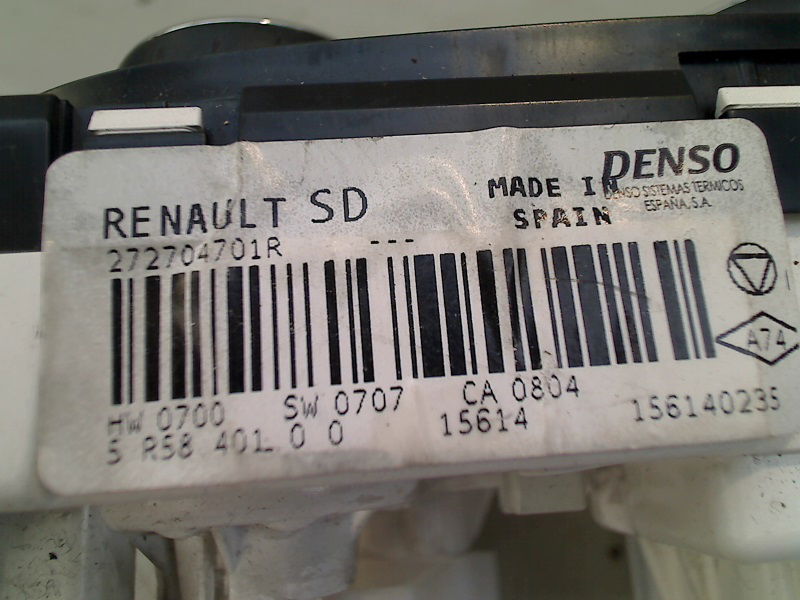 RENAULT SD
MADE IN
SPAIN
DENSO
DENSO SISTEMAS TERMICOS
ESPAÑA, S.A.
272704701R
---
A74
HW 0700 SW 0707 CA 0804
S R58 401 0 0 15614 156140235